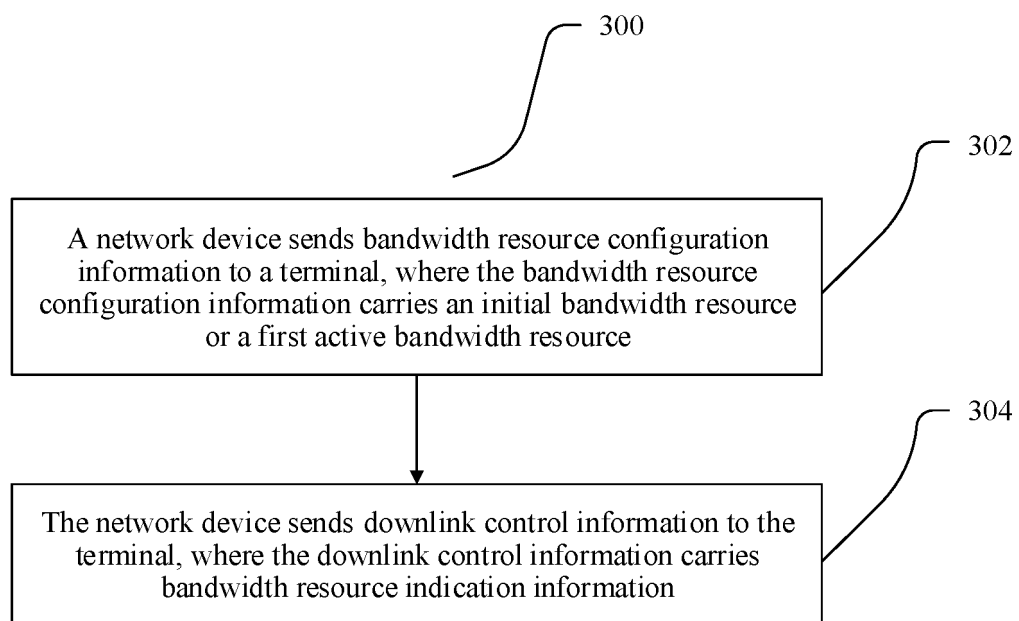 300
302
A network device sends bandwidth resource configuration
information to a terminal, where the bandwidth resource
configuration information carries an initial bandwidth resource
or a first active bandwidth resource
304
The network device sends downlink control information to the
terminal, where the downlink control information carries
bandwidth resource indication information